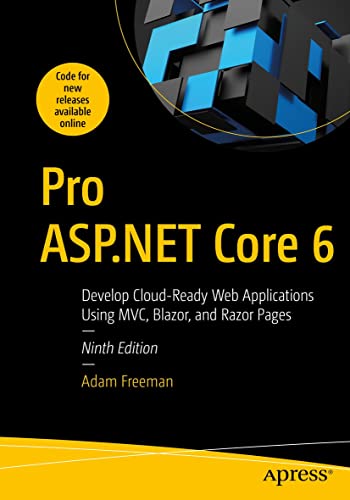 Code for
new
releases
available
online
Pro
ASP.NET Core 6
Develop Cloud-Ready Web Applications
Using MVC, Blazor, and Razor Pages
—
Ninth Edition
—
Adam Freeman
Apress®